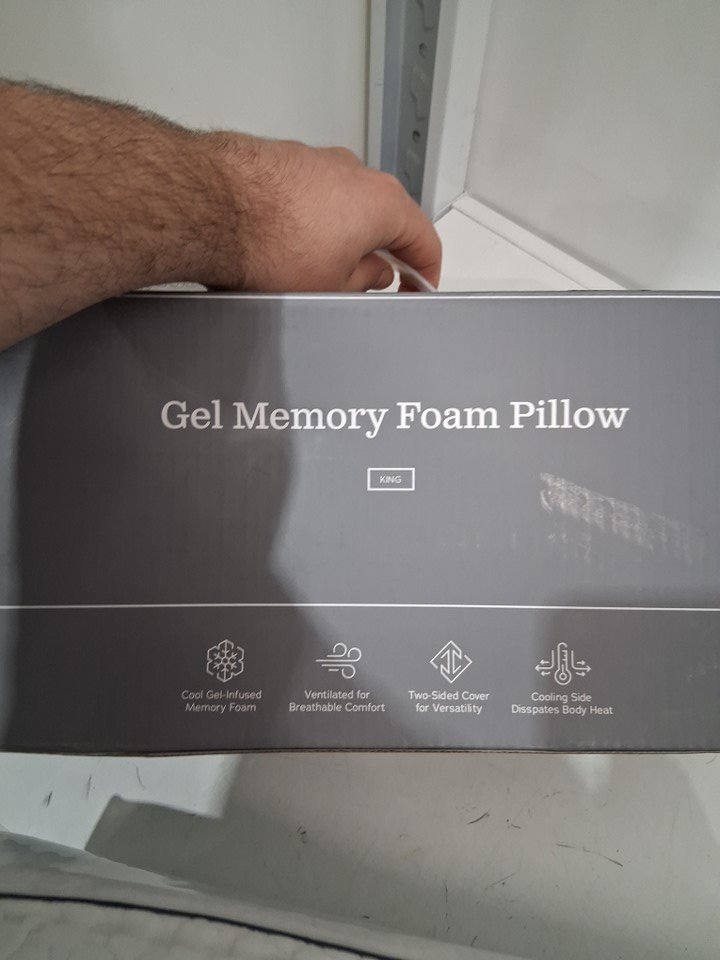 Gel Memory Foam Pillow
KING
Cool Gel-Infused
Memory Foam
Ventilated for
Breathable Comfort
Two-Sided Cover
for Versatility
Cooling Side
Disspates Body Heat